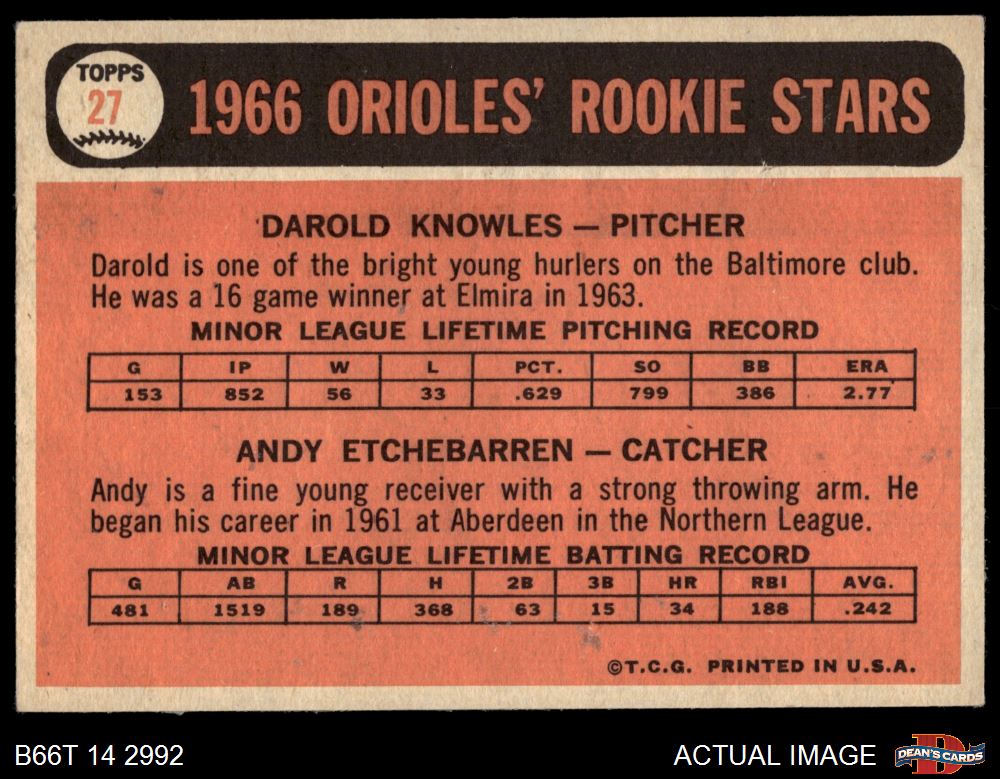 TOPPS
27
1966 ORIOLES' ROOKIE STARS
DAROLD KNOWLES — PITCHER
Darold is one of the bright young hurlers on the Baltimore club.
He was a 16 game winner at Elmira in 1963.
MINOR LEAGUE LIFETIME PITCHING RECORD
G IP W L PCT. SO BB ERA
153 852 56 33 .629 799 386 2.77
ANDY ETCHEBARREN — CATCHER
Andy is a fine young receiver with a strong throwing arm. He
began his career in 1961 at Aberdeen in the Northern League.
MINOR LEAGUE LIFETIME BATTING RECORD
G AB R H 2B 3B HR RBI AVG.
481 1519 189 368 63 15 34 188 .242
©T.C.G. PRINTED IN U.S.A.
B66T 14 2992
ACTUAL IMAGE
DEAN'S CARDS